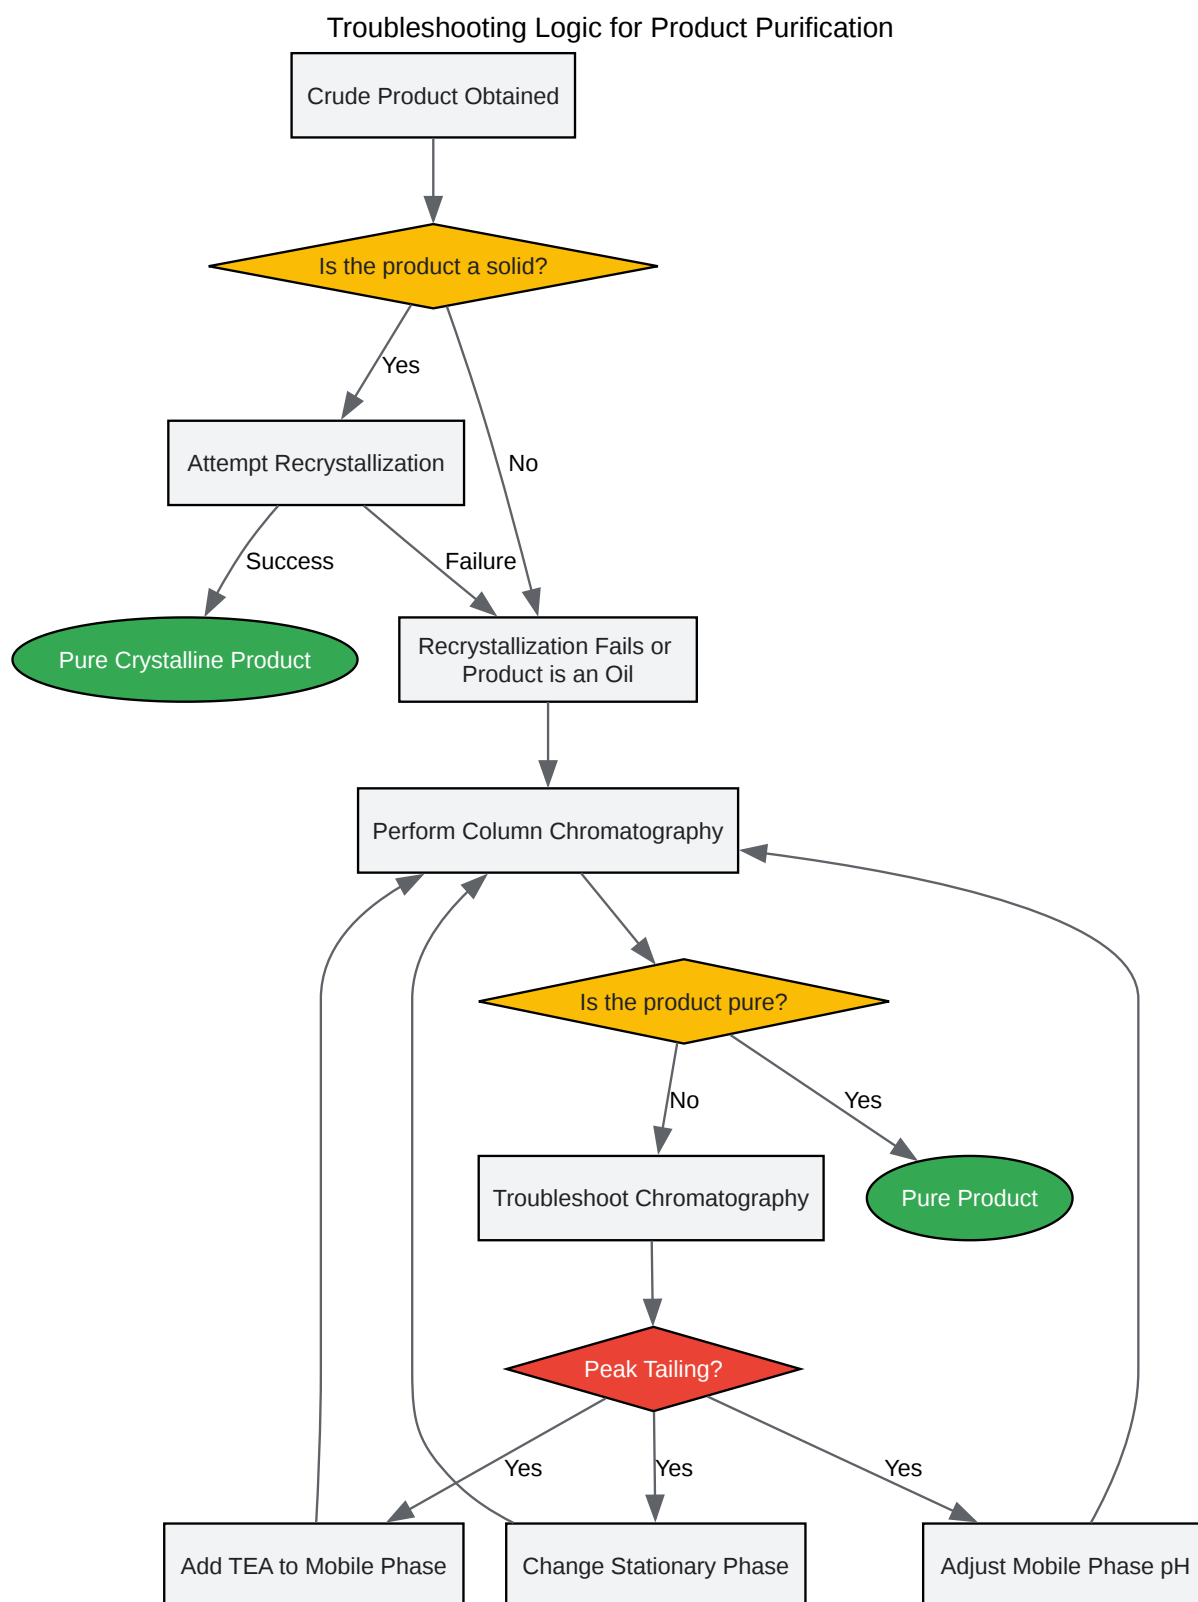 Troubleshooting Logic for Product Purification
Crude Product Obtained
Is the product a solid?
Yes
No
Attempt Recrystallization
Success
Failure
Pure Crystalline Product
Recrystallization Fails or
Product is an Oil
Perform Column Chromatography
Is the product pure?
No
Yes
Troubleshoot Chromatography
Pure Product
Peak Tailing?
Yes
Yes
Yes
Add TEA to Mobile Phase
Change Stationary Phase
Adjust Mobile Phase pH